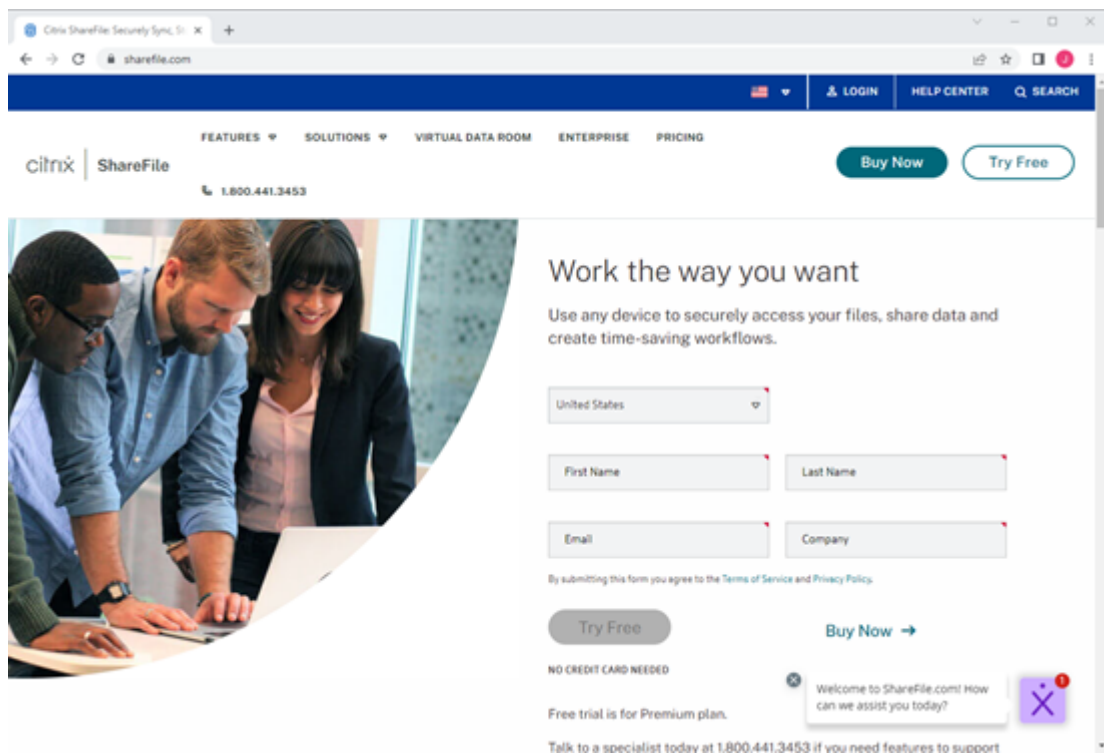 Citrix ShareFile: Securely Sync, St
sharefile.com
LOGIN
HELP CENTER
SEARCH
FEATURES
SOLUTIONS
VIRTUAL DATA ROOM
ENTERPRISE
PRICING
citrix | ShareFile
1.800.441.3453
Buy Now
Try Free
Work the way you want
Use any device to securely access your files, share data and
create time-saving workflows.
United States
First Name
Last Name
Email
Company
By submitting this form you agree to the Terms of Service and Privacy Policy.
Try Free
Buy Now →
NO CREDIT CARD NEEDED
Welcome to ShareFile.com! How
can we assist you today?
1
Free trial is for Premium plan.
Talk to a specialist today at 1.800.441.3453 if you need features to support